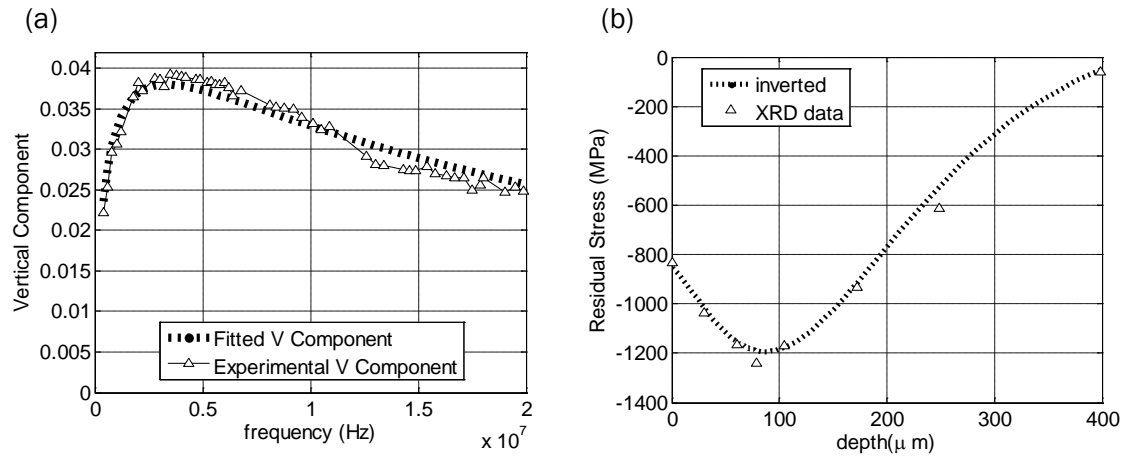 (a)
0.04
0.035
0.03
0.025
0.02
0.015
0.01
0.005
0
Vertical Component
Fitted V Component
Experimental V Component
0 0.5 1 1.5 2
x 10⁷
frequency (Hz)
(b)
0
-200
-400
-600
-800
-1000
-1200
-1400
Residual Stress (MPa)
inverted
XRD data
0 100 200 300 400
depth(μ m)